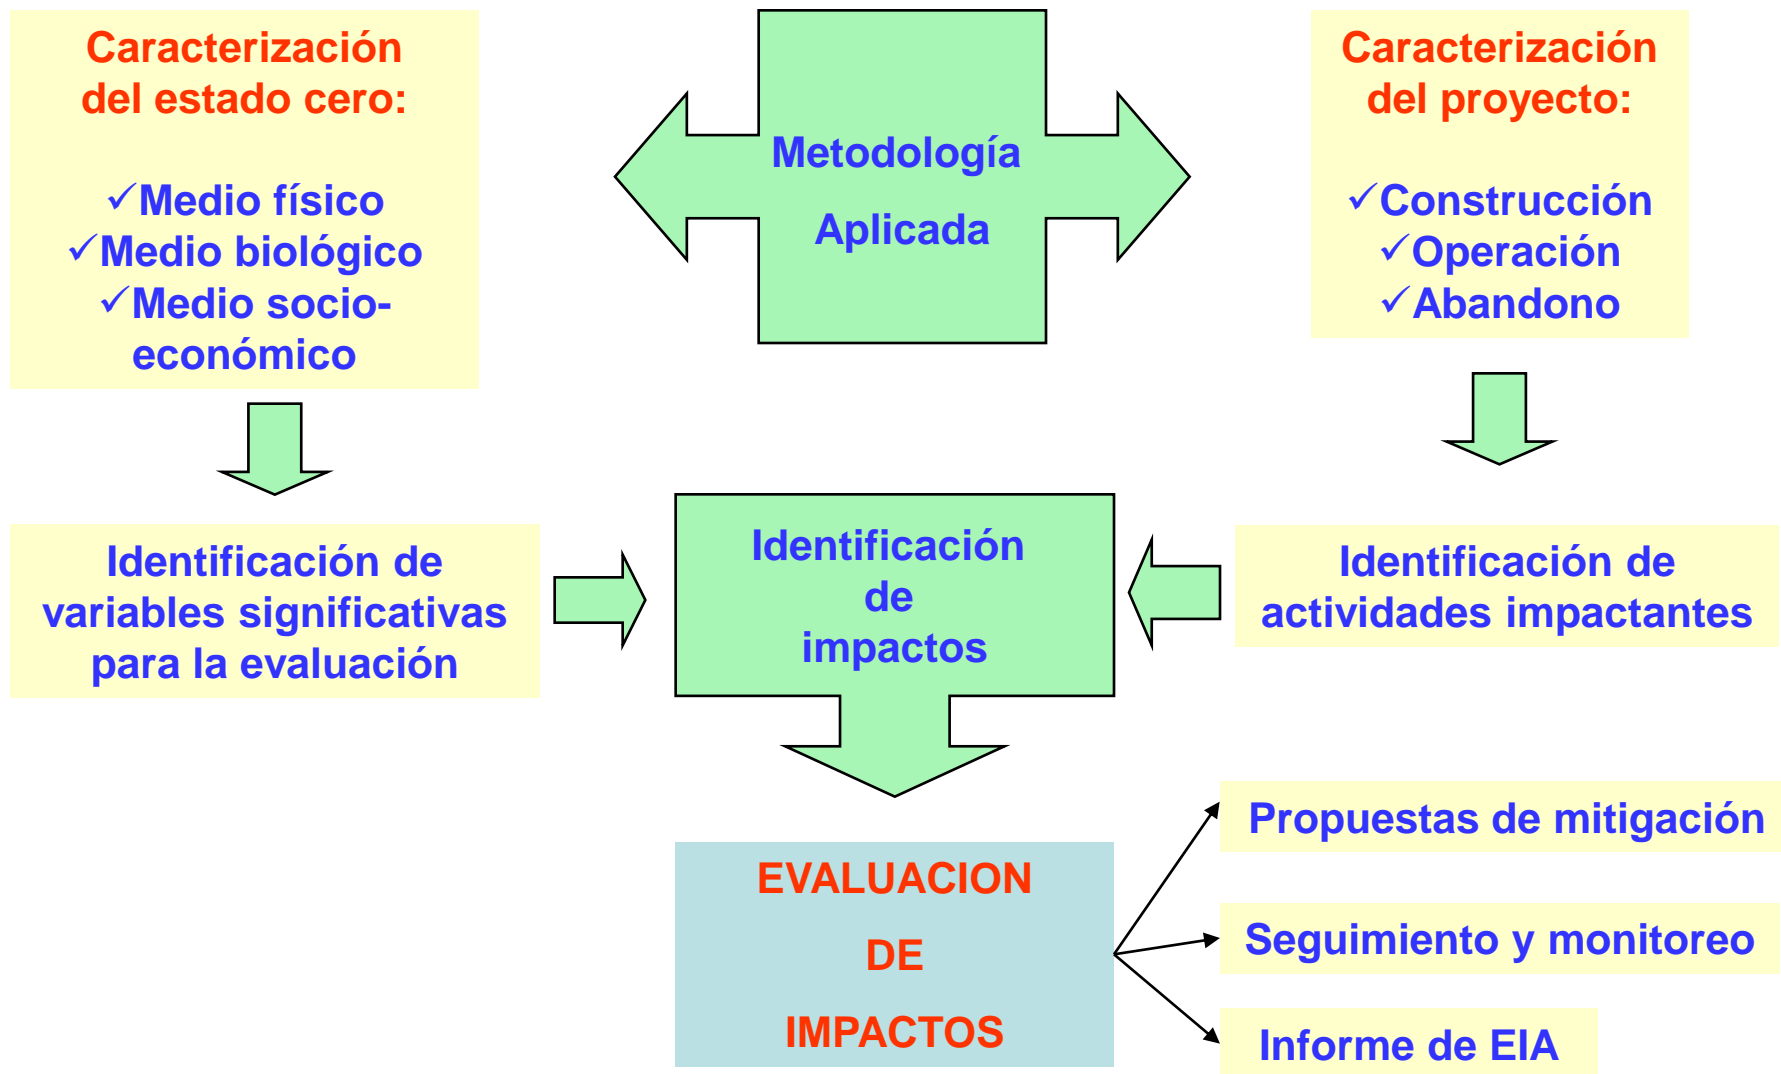 Caracterización
del estado cero:
✓Medio físico
✓Medio biológico
✓Medio socio-
económico
Metodología
Aplicada
Caracterización
del proyecto:
✓Construcción
✓Operación
✓Abandono
Identificación de
variables significativas
para la evaluación
Identificación
de
impactos
Identificación de
actividades impactantes
EVALUACION
DE
IMPACTOS
Propuestas de mitigación
Seguimiento y monitoreo
Informe de EIA